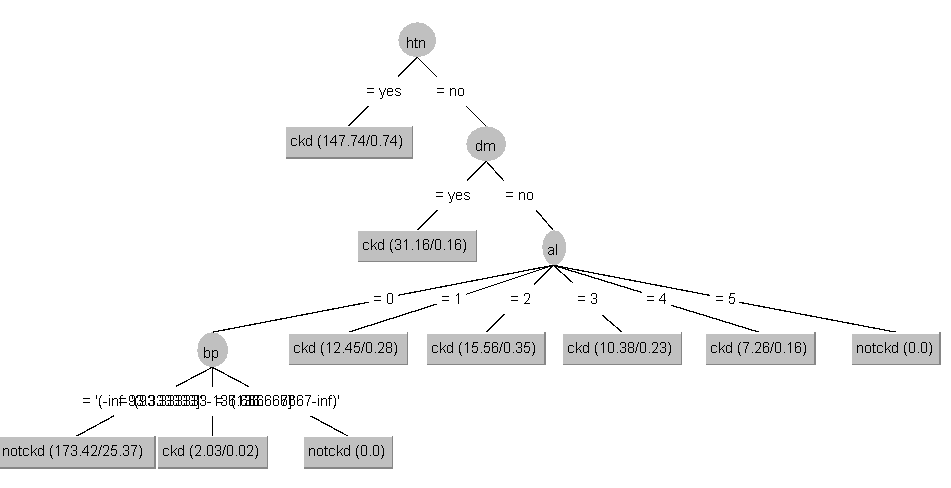 htn
= yes
= no
ckd (147.74/0.74)
dm
= yes
= no
ckd (31.16/0.16)
al
= 0
= 1
= 2
= 3
= 4
= 5
bp
ckd (12.45/0.28)
ckd (15.56/0.35)
ckd (10.38/0.23)
ckd (7.26/0.16)
notckd (0.0)
= '(-inf-
-inf)'
notckd (173.42/25.37)
ckd (2.03/0.02)
notckd (0.0)